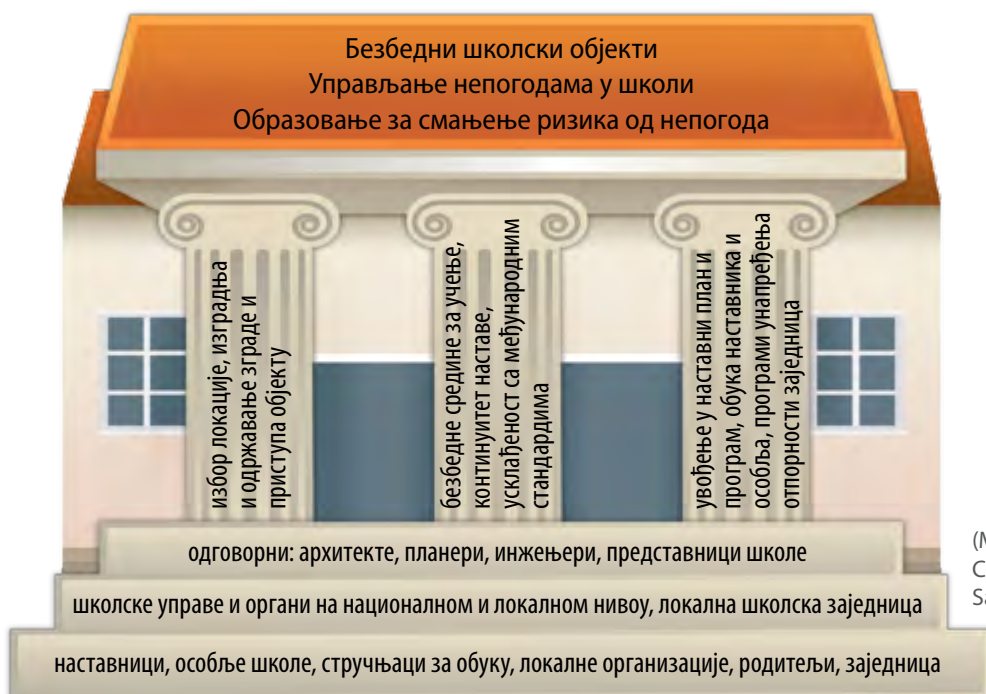 Безбедни школски објекти
Управљање непогодама у школи
Образовање за смањење ризика од непогода
избор локације, изградња
и одржавање зграде и
приступа објекту
безбедне средине за учење,
континуитет наставе,
усклађеност са међународним
стандардима
увођење у наставни план и
програм, обука наставника и
особља, програми унапређења
отпорности заједница
одговорни: архитекте, планери, инжењери, представници школе
школске управе и органи на националном и локалном нивоу, локална школска заједница
наставници, особље школе, стручњаци за обуку, локалне организације, родитељи, заједница